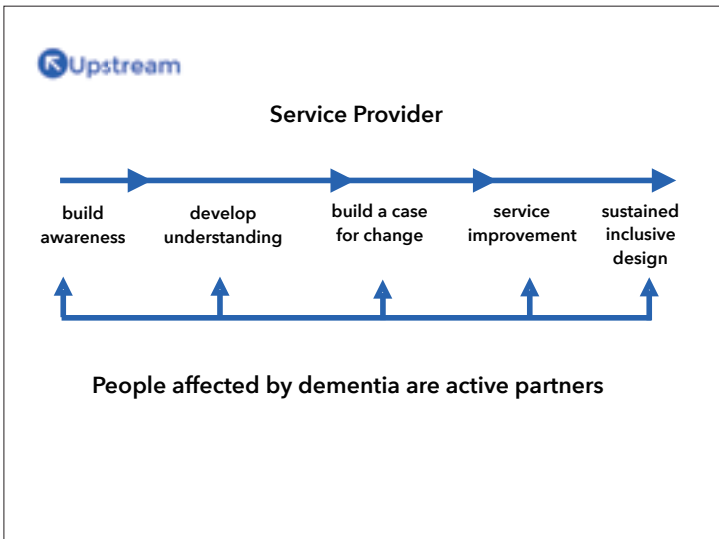 Upstream
Service Provider
build
awareness
develop
understanding
build a case
for change
service
improvement
sustained
inclusive
design
People affected by dementia are active partners